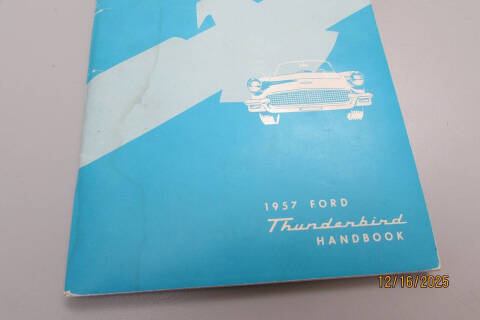 1957 FORD
Thunderbird
HANDBOOK
12/16/2025